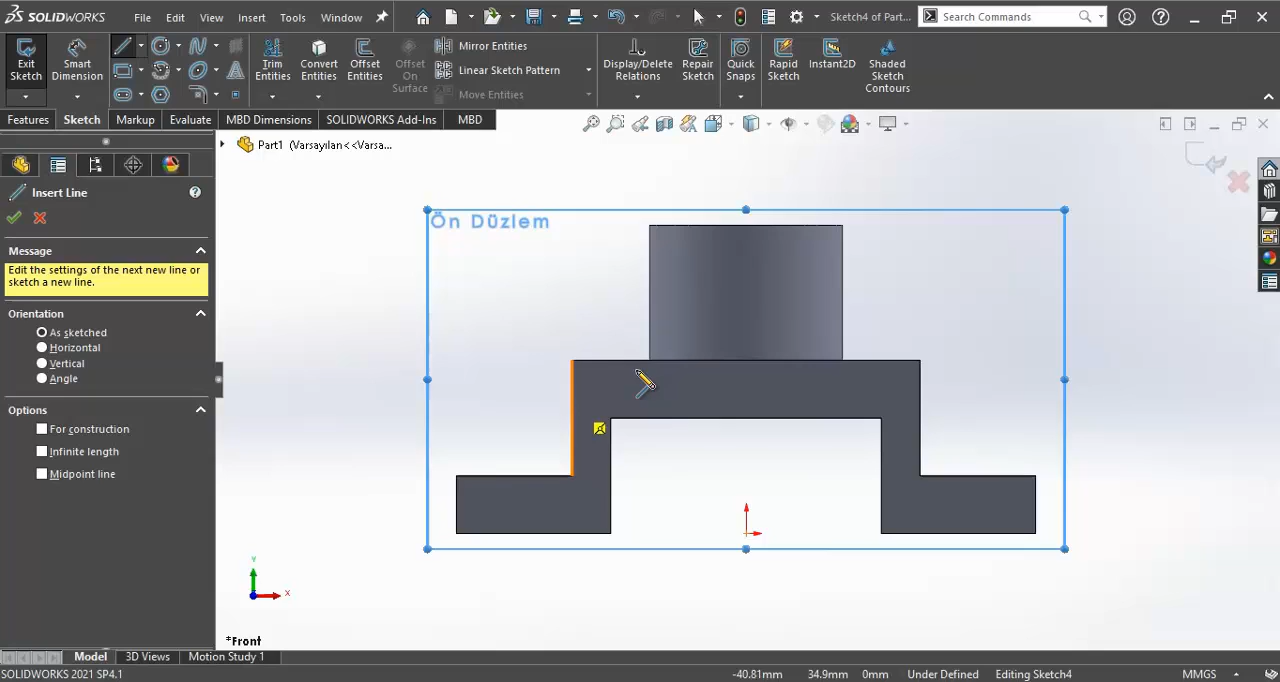 SOLIDWORKS File Edit View Insert Tools Window Sketch4 of Part... Search Commands
Exit Sketch
Smart Dimension
Trim Entities
Convert Entities
Offset Entities
Offset On Surface
Mirror Entities
Linear Sketch Pattern
Move Entities
Display/Delete Relations
Repair Sketch
Quick Snaps
Rapid Sketch
Instant2D
Shaded Sketch Contours
Features Sketch Markup Evaluate MBD Dimensions SOLIDWORKS Add-Ins MBD
Part1 (Varsayılan<<Varsa...
Insert Line
Message
Edit the settings of the next new line or
sketch a new line.
Orientation
As sketched
Horizontal
Vertical
Angle
Options
For construction
Infinite length
Midpoint line
Ön Düzlem
Y
X
*Front
Model 3D Views Motion Study 1
SOLIDWORKS 2021 SP4.1 -40.81mm 34.9mm 0mm Under Defined Editing Sketch4 MMGS